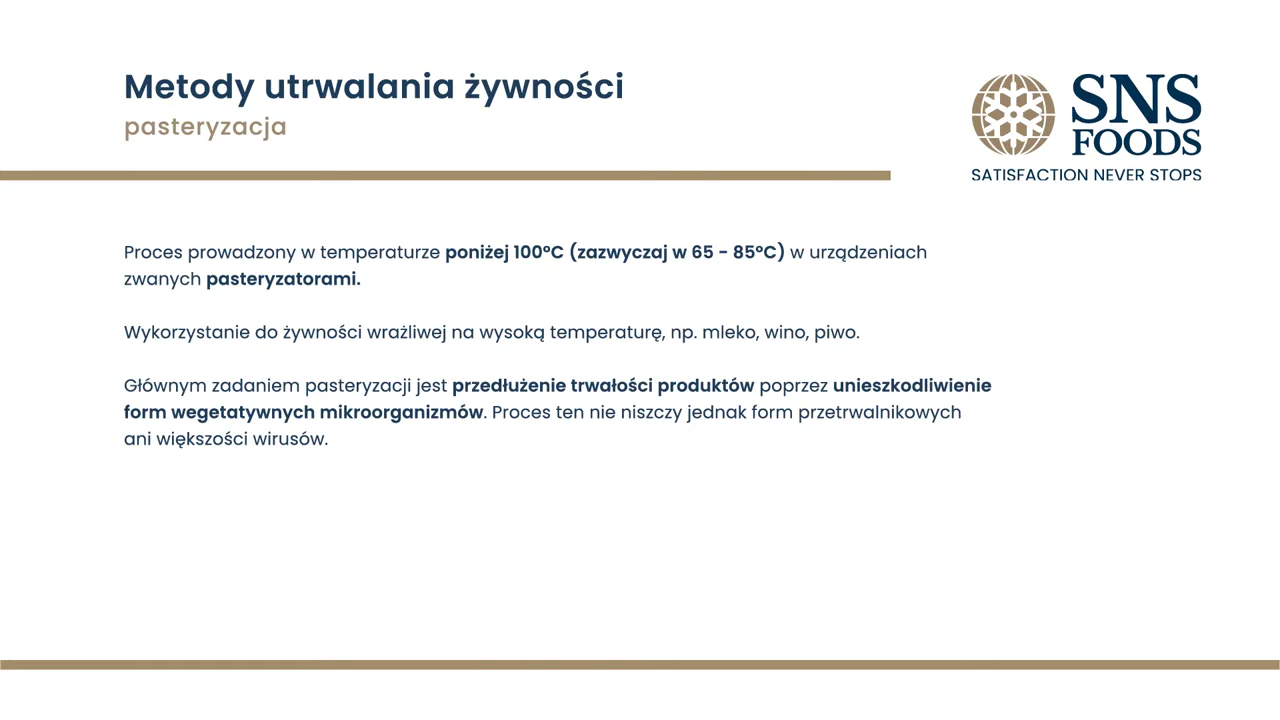 Metody utrwalania żywności
pasteryzacja
SNS
FOODS
SATISFACTION NEVER STOPS
Proces prowadzony w temperaturze poniżej 100°C (zazwyczaj w 65 - 85°C) w urządzeniach
zwanych pasteryzatorami.
Wykorzystanie do żywności wrażliwej na wysoką temperaturę, np. mleko, wino, piwo.
Głównym zadaniem pasteryzacji jest przedłużenie trwałości produktów poprzez unieszkodliwienie
form wegetatywnych mikroorganizmów. Proces ten nie niszczy jednak form przetrwalnikowych
ani większości wirusów.